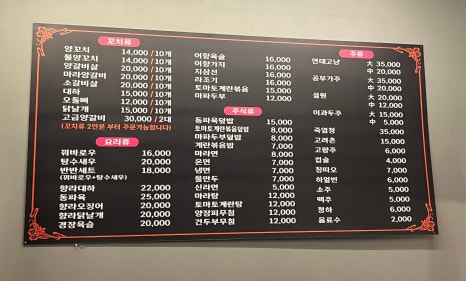 꼬치류
양꼬치 14,000 / 10개
불양꼬치 14,000 / 10개
양갈비살 20,000 / 10개
마라양갈비 20,000 / 10개
소갈비살 20,000 / 10개
대하 15,000 / 10개
오돌뼈 12,000 / 10개
닭날개 15,000 / 10개
고급양갈비 30,000 / 2대
(꼬치류 2인분 부터 주문가능합니다)
요리류
꿔바로우 16,000
탕수새우 20,000
반반세트 18,000
(꿔바로우+탕수새우)
향라대하 22,000
동파육 25,000
향라오징어 20,000
향라닭날개 20,000
경장육슬 20,000
어향육슬 16,000
어향가지 16,000
지삼선 16,000
라조기 16,000
토마토계란볶음 15,000
마파두부 12,000
주식류
동파육덮밥 15,000
토마토계란볶음덮밥 8,000
마파두부덮밥 8,000
계란볶음밥 7,000
마라면 8,000
온면 7,000
냉면 7,000
물만두 7,000
신라면 5,000
마라탕 12,000
토마토계란탕 12,000
양장피무침 12,000
건두부무침 12,000
주류
연태고냥 大 35,000
中 20,000
공부가주 大 35,000
中 20,000
설원 大 20,000
中 12,000
이과두주 大 15,000
小 5,000
죽엽청 35,000
고려촌 15,000
고량주 6,000
컵술 4,000
칭따오 7,000
하얼빈 6,000
소주 5,000
맥주 5,000
청하 6,000
음료수 2,000